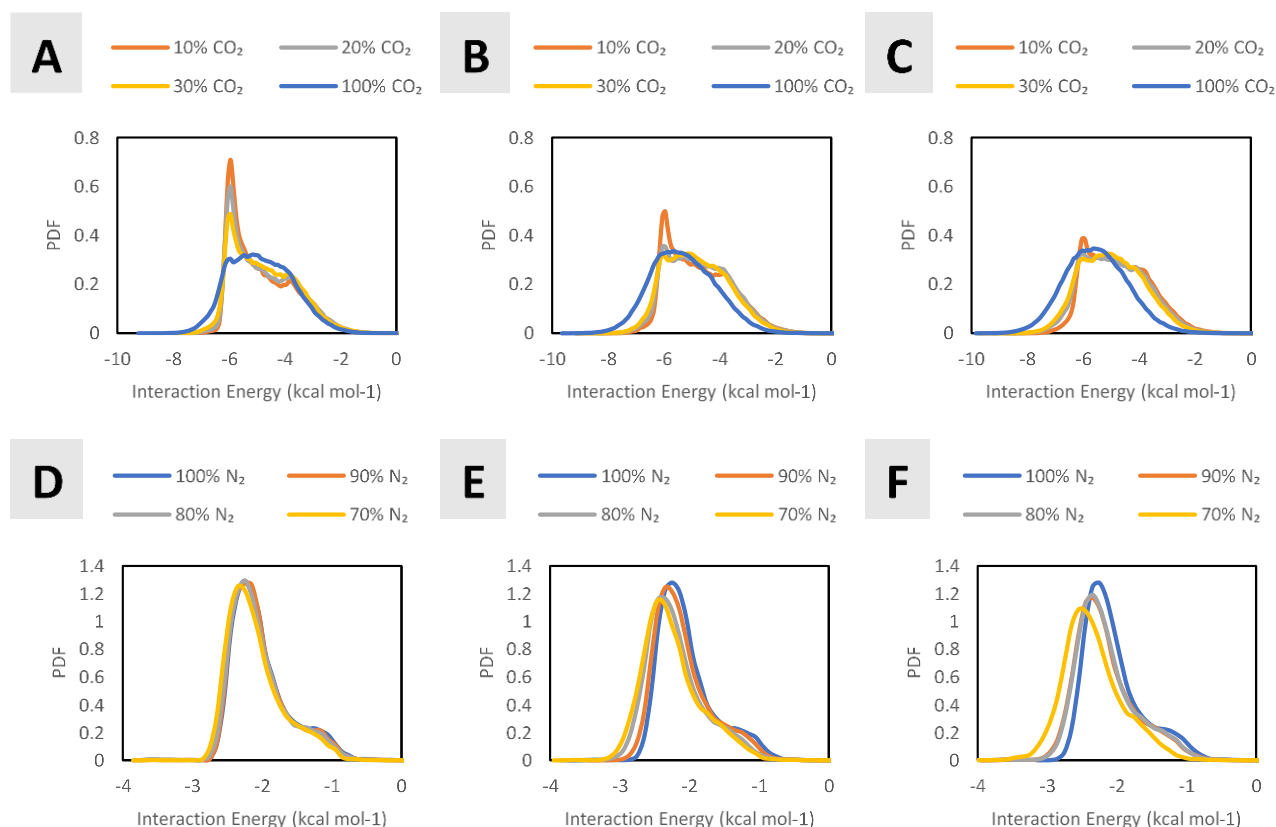 A
10% CO₂ 20% CO₂
30% CO₂ 100% CO₂
0.8
0.6
0.4
0.2
0
-10 -8 -6 -4 -2 0
PDF
Interaction Energy (kcal mol-1)
B
10% CO₂ 20% CO₂
30% CO₂ 100% CO₂
0.8
0.6
0.4
0.2
0
-10 -8 -6 -4 -2 0
PDF
Interaction Energy (kcal mol-1)
C
10% CO₂ 20% CO₂
30% CO₂ 100% CO₂
0.8
0.6
0.4
0.2
0
-10 -8 -6 -4 -2 0
PDF
Interaction Energy (kcal mol-1)
D
100% N₂ 90% N₂
80% N₂ 70% N₂
1.4
1.2
1
0.8
0.6
0.4
0.2
0
-4 -3 -2 -1 0
PDF
Interaction Energy (kcal mol-1)
E
100% N₂ 90% N₂
80% N₂ 70% N₂
1.4
1.2
1
0.8
0.6
0.4
0.2
0
-4 -3 -2 -1 0
PDF
Interaction Energy (kcal mol-1)
F
100% N₂ 90% N₂
80% N₂ 70% N₂
1.4
1.2
1
0.8
0.6
0.4
0.2
0
-4 -3 -2 -1 0
PDF
Interaction Energy (kcal mol-1)